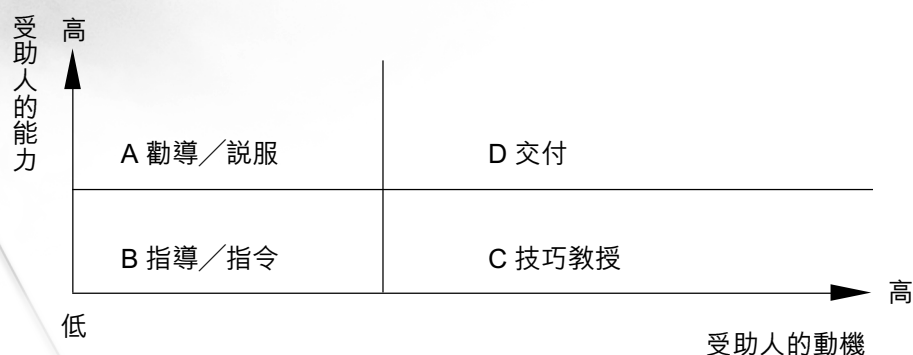 受助人的能力
高
A 勸導／説服
D 交付
B 指導／指令
C 技巧教授
高
低
受助人的動機